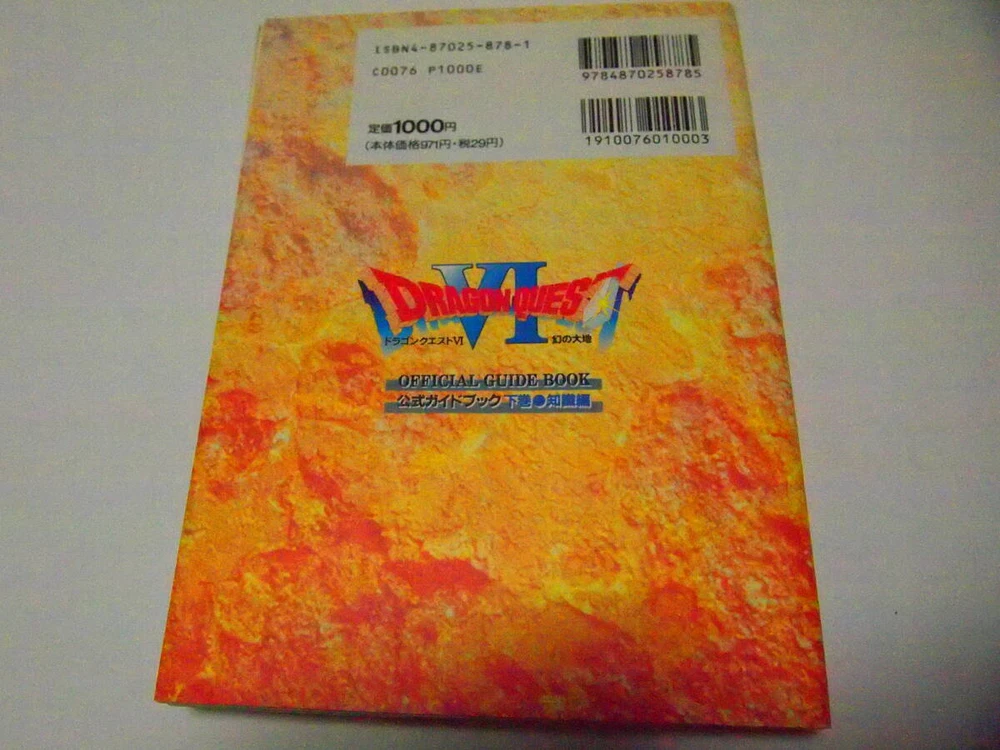 ISBN4-87025-878-1
C0076 P1000E
定価1000円
(本体価格971円・税29円)
9784870258785
1910076010003
DRAGON QUEST VI
ドラゴンクエストVI 幻の大地
OFFICIAL GUIDE BOOK
公式ガイドブック 下巻●知識編